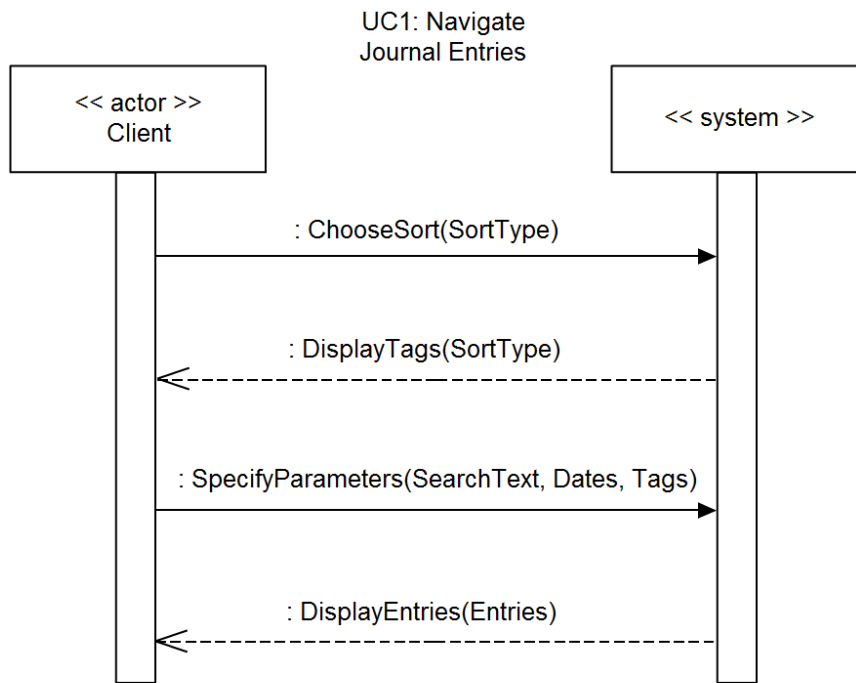 UC1: Navigate
Journal Entries
<< actor >>
Client
<< system >>
: ChooseSort(SortType)
: DisplayTags(SortType)
: SpecifyParameters(SearchText, Dates, Tags)
: DisplayEntries(Entries)